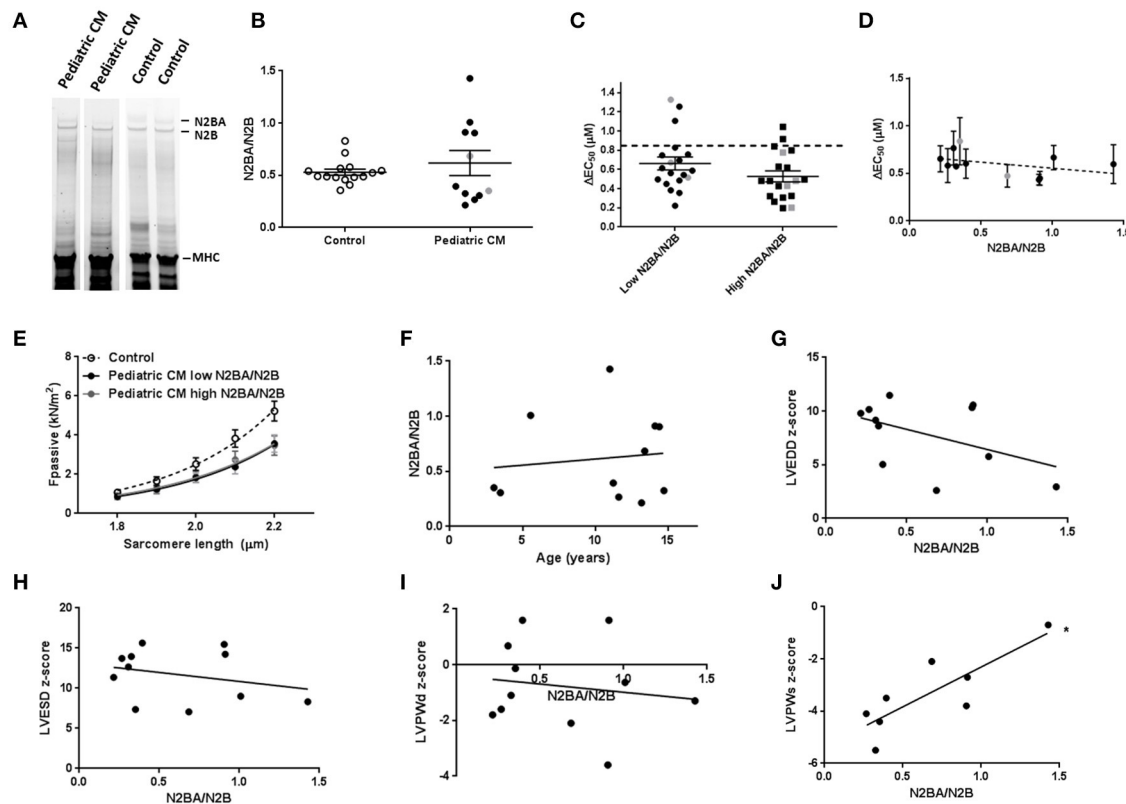 A
Pediatric CM
Pediatric CM
Control
Control
N2BA
N2B
MHC
B
N2BA/N2B
1.5
1.0
0.5
0.0
Control
Pediatric CM
C
ΔEC50 (µM)
1.4
1.2
1.0
0.8
0.6
0.4
0.2
0.0
Low N2BA/N2B
High N2BA/N2B
D
ΔEC50 (µM)
1.5
1.0
0.5
0.0
0.0
0.5
1.0
1.5
N2BA/N2B
E
Control
Pediatric CM low N2BA/N2B
Pediatric CM high N2BA/N2B
Fpassive (kN/m2)
8
6
4
2
0
1.8
2.0
2.2
Sarcomere length (µm)
F
N2BA/N2B
1.5
1.0
0.5
0.0
0
5
10
15
Age (years)
G
LVEDD z-score
15
10
5
0
0.0
0.5
1.0
1.5
N2BA/N2B
H
LVESD z-score
20
15
10
5
0
0.0
0.5
1.0
1.5
N2BA/N2B
I
LVPWd z-score
2
0
-2
-4
0.5
1.0
1.5
N2BA/N2B
J
LVPWs z-score
0
-2
-4
-6
*
0.0
0.5
1.0
1.5
N2BA/N2B